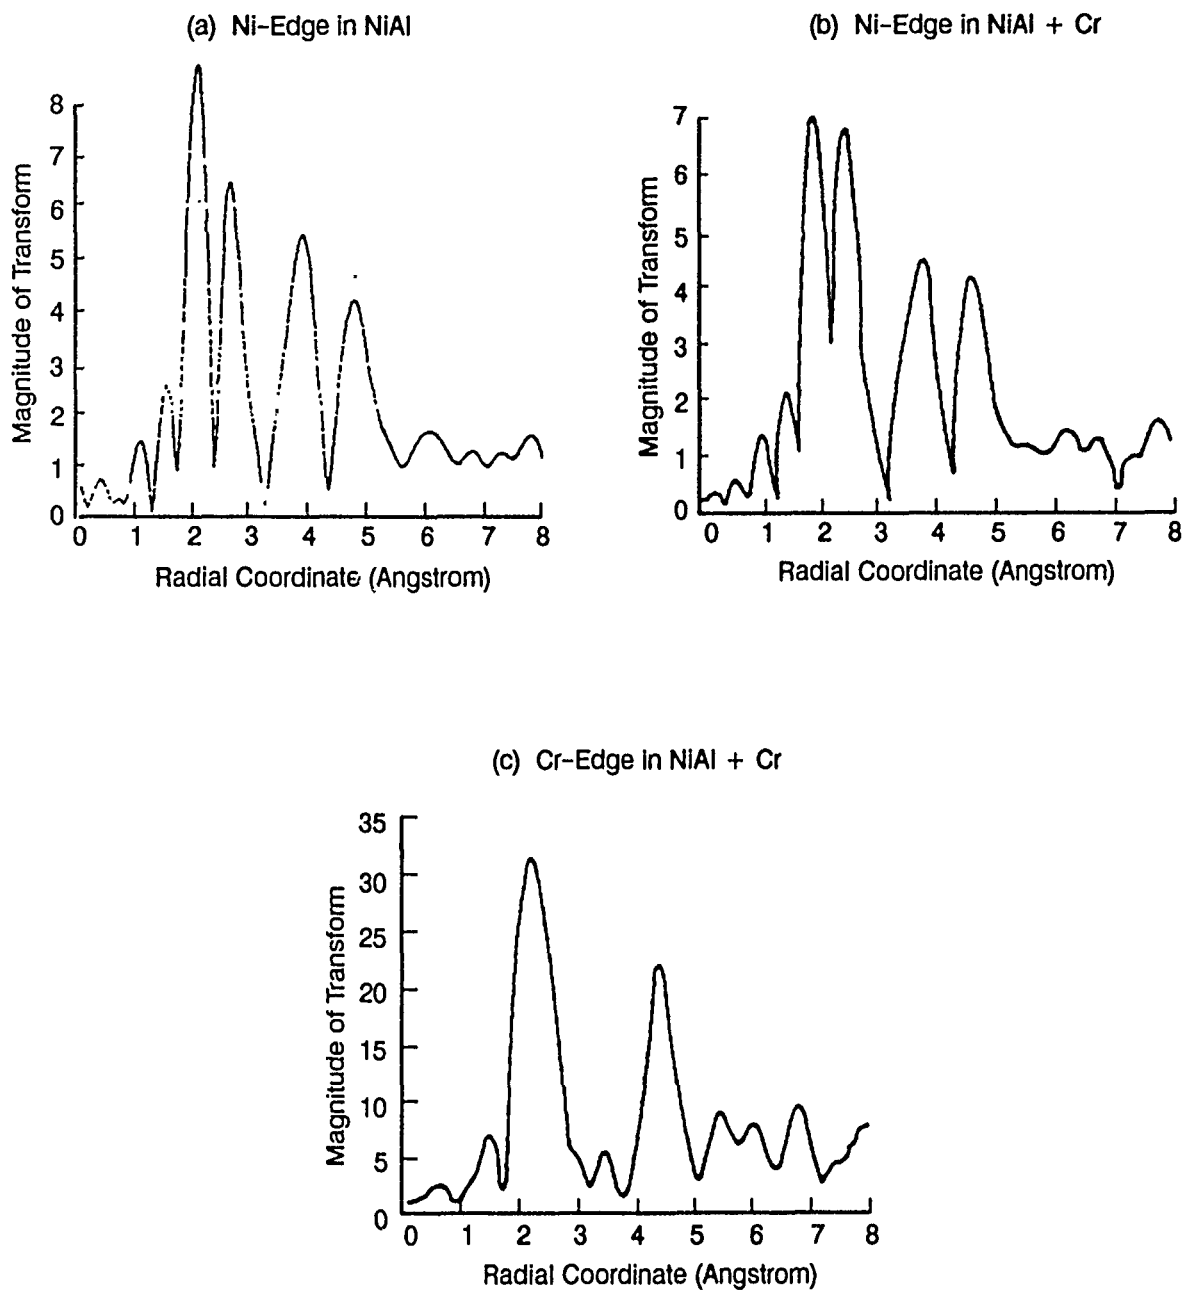 (a) Ni-Edge in NiAl
Magnitude of Transform
8
7
6
5
4
3
2
1
0
0 1 2 3 4 5 6 7 8
Radial Coordinate (Angstrom)
(b) Ni-Edge in NiAl + Cr
Magnitude of Transform
7
6
5
4
3
2
1
0
0 1 2 3 4 5 6 7 8
Radial Coordinate (Angstrom)
(c) Cr-Edge in NiAl + Cr
Magnitude of Transform
35
30
25
20
15
10
5
0
0 1 2 3 4 5 6 7 8
Radial Coordinate (Angstrom)